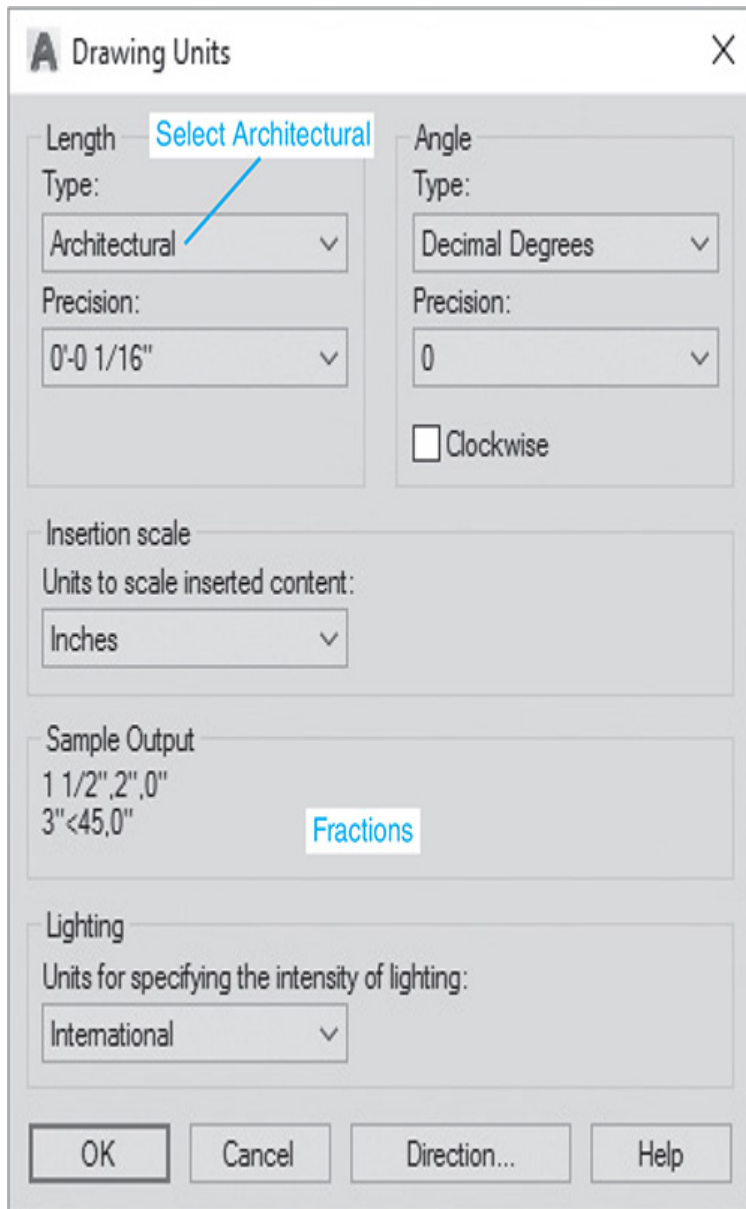 Drawing Units
Length
Select Architectural
Type:
Architectural
Precision:
0'-0 1/16"
Angle
Type:
Decimal Degrees
Precision:
0
Clockwise
Insertion scale
Units to scale inserted content:
Inches
Sample Output
1 1/2",2",0"
3"<45,0"
Fractions
Lighting
Units for specifying the intensity of lighting:
International
OK
Cancel
Direction...
Help